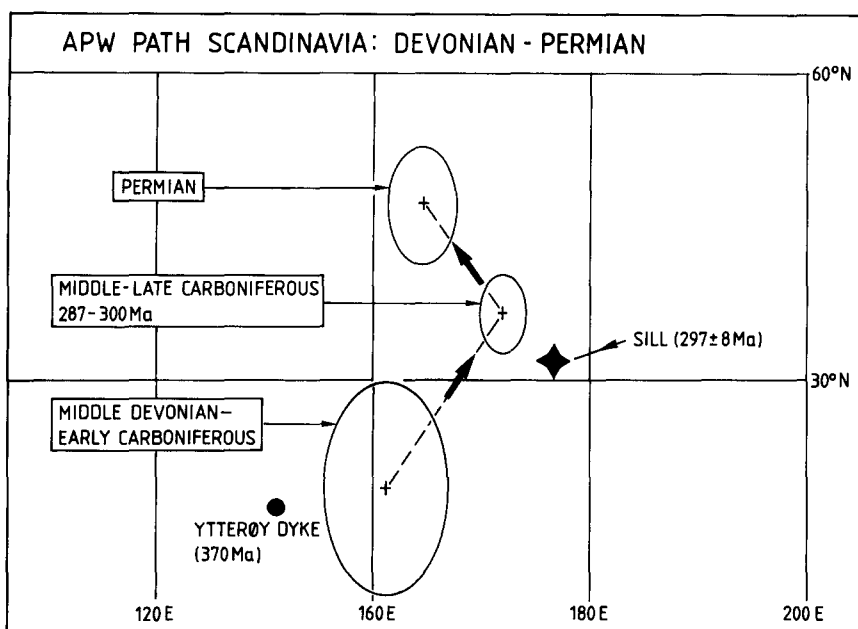 APW PATH SCANDINAVIA: DEVONIAN - PERMIAN
60°N
PERMIAN
MIDDLE-LATE CARBONIFEROUS
287-300Ma
SILL (297±8Ma)
30°N
MIDDLE DEVONIAN-
EARLY CARBONIFEROUS
YTTERØY DYKE
(370Ma)
120E
160E
180E
200E